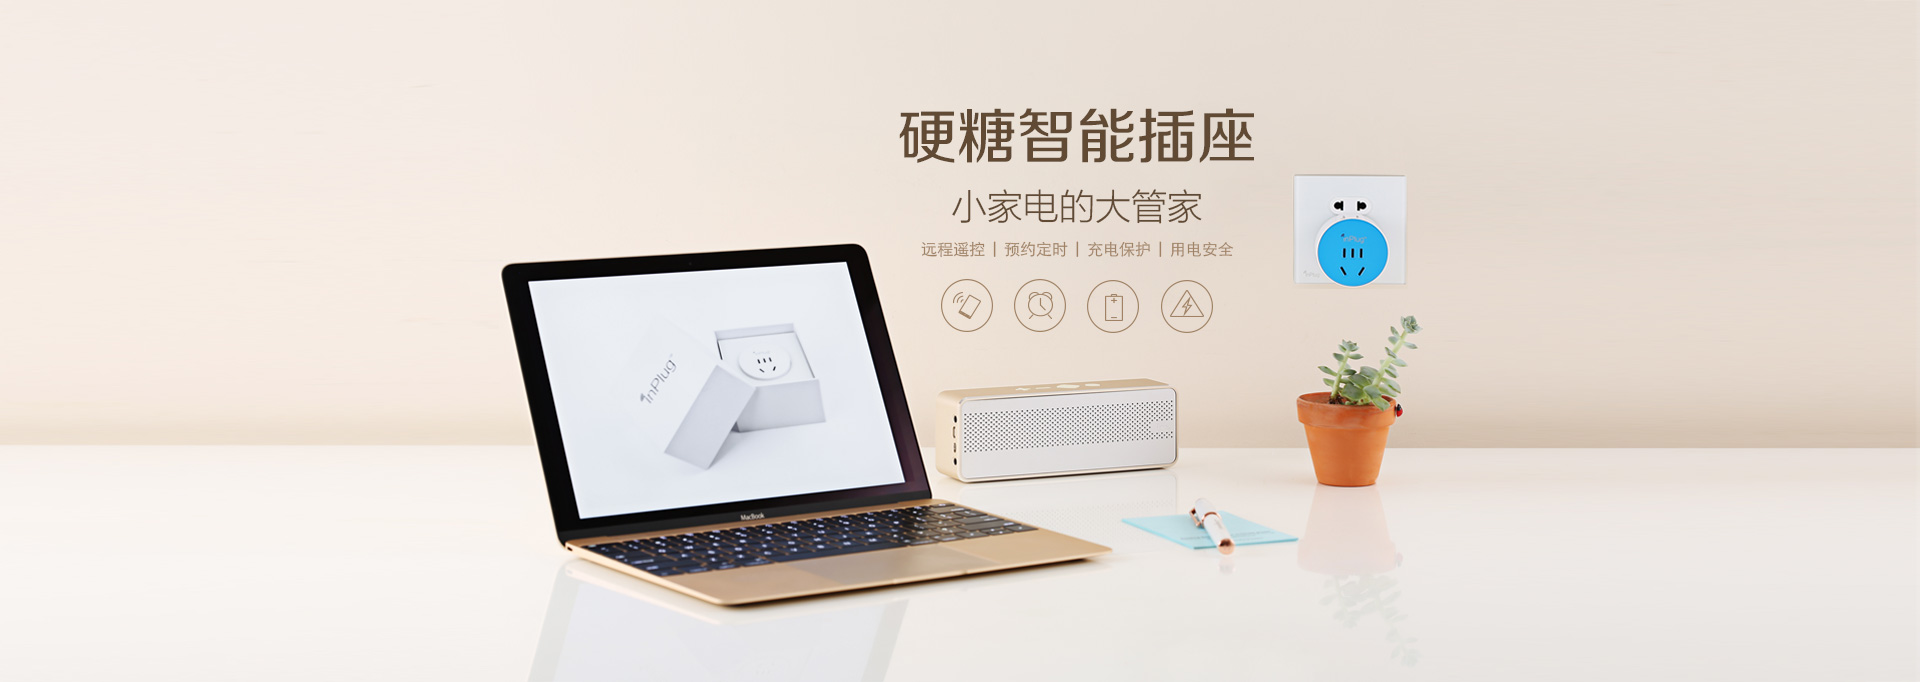 硬糖智能插座
小家电的大管家
远程遥控 | 预约定时 | 充电保护 | 用电安全
inPlug
inPlug
MacBook